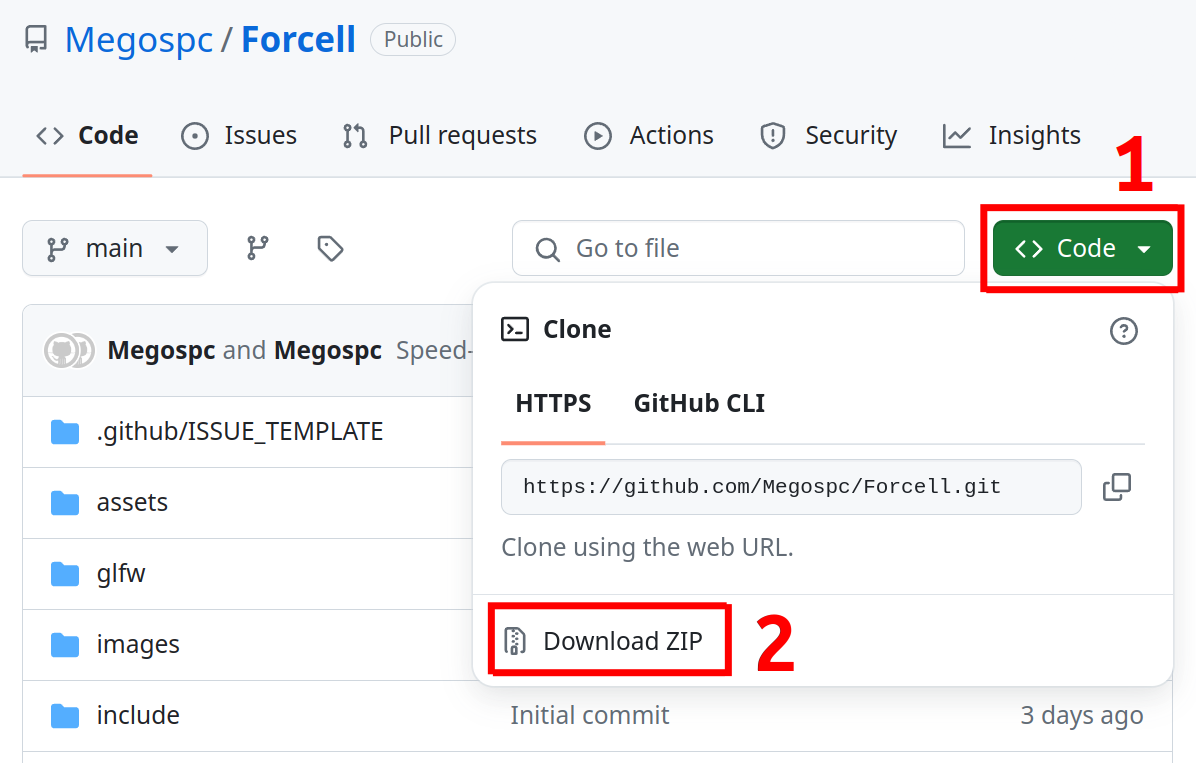 Megospc / Forcell Public
Code Issues Pull requests Actions Security Insights
1
main Go to file Code
Clone
Megospc and Megospc Speed-
HTTPS GitHub CLI
.github/ISSUE_TEMPLATE
https://github.com/Megospc/Forcell.git
assets
Clone using the web URL.
glfw
Download ZIP 2
images
include Initial commit 3 days ago